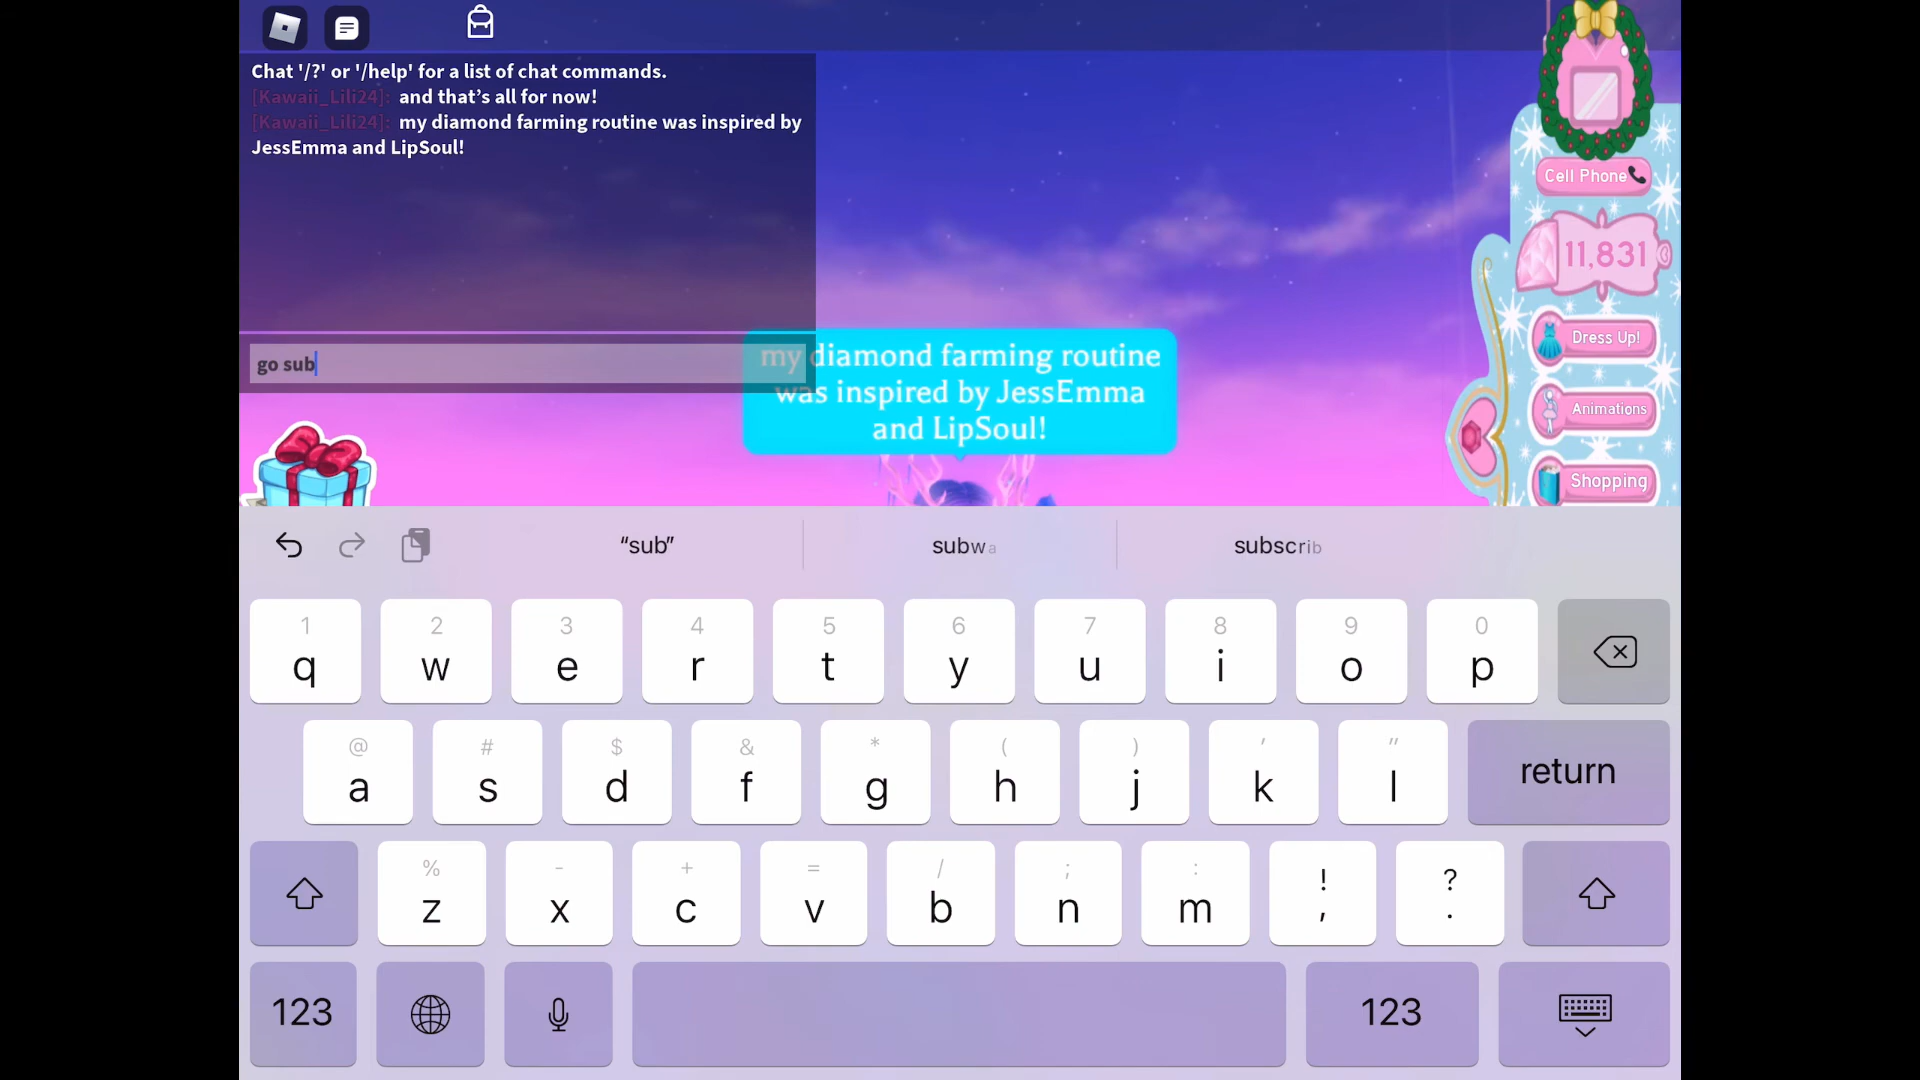 Chat '/?' or '/help' for a list of chat commands.
[Kawaii_Lili24]: and that’s all for now!
[Kawaii_Lili24]: my diamond farming routine was inspired by
JessEmma and LipSoul!
go sub
my diamond farming routine
was inspired by JessEmma
and LipSoul!
Cell Phone
11,831
Dress Up!
Animations
Shopping
“sub” subwa subscrib
1 2 3 4 5 6 7 8 9 0
q w e r t y u i o p
@ # $ & * ( ) ' "
a s d f g h j k l return
% - + = / ; : ! ?
z x c v b n m , .
123 123